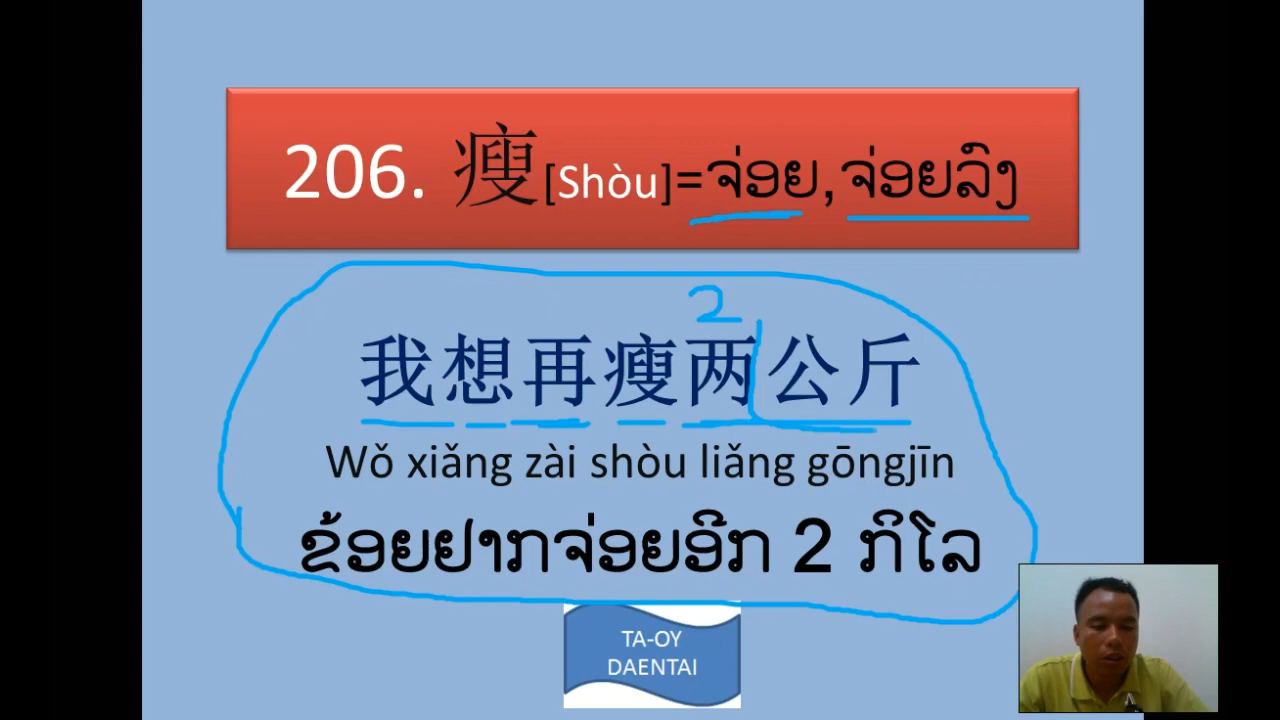 206. 瘦[Shòu]=ຈ່ອຍ,ຈ່ອຍລົງ
2
我想再瘦两公斤
Wǒ xiǎng zài shòu liǎng gōngjīn
ຂ້ອຍຢາກຈ່ອຍອີກ 2 ກິໂລ
TA-OY
DAENTAI